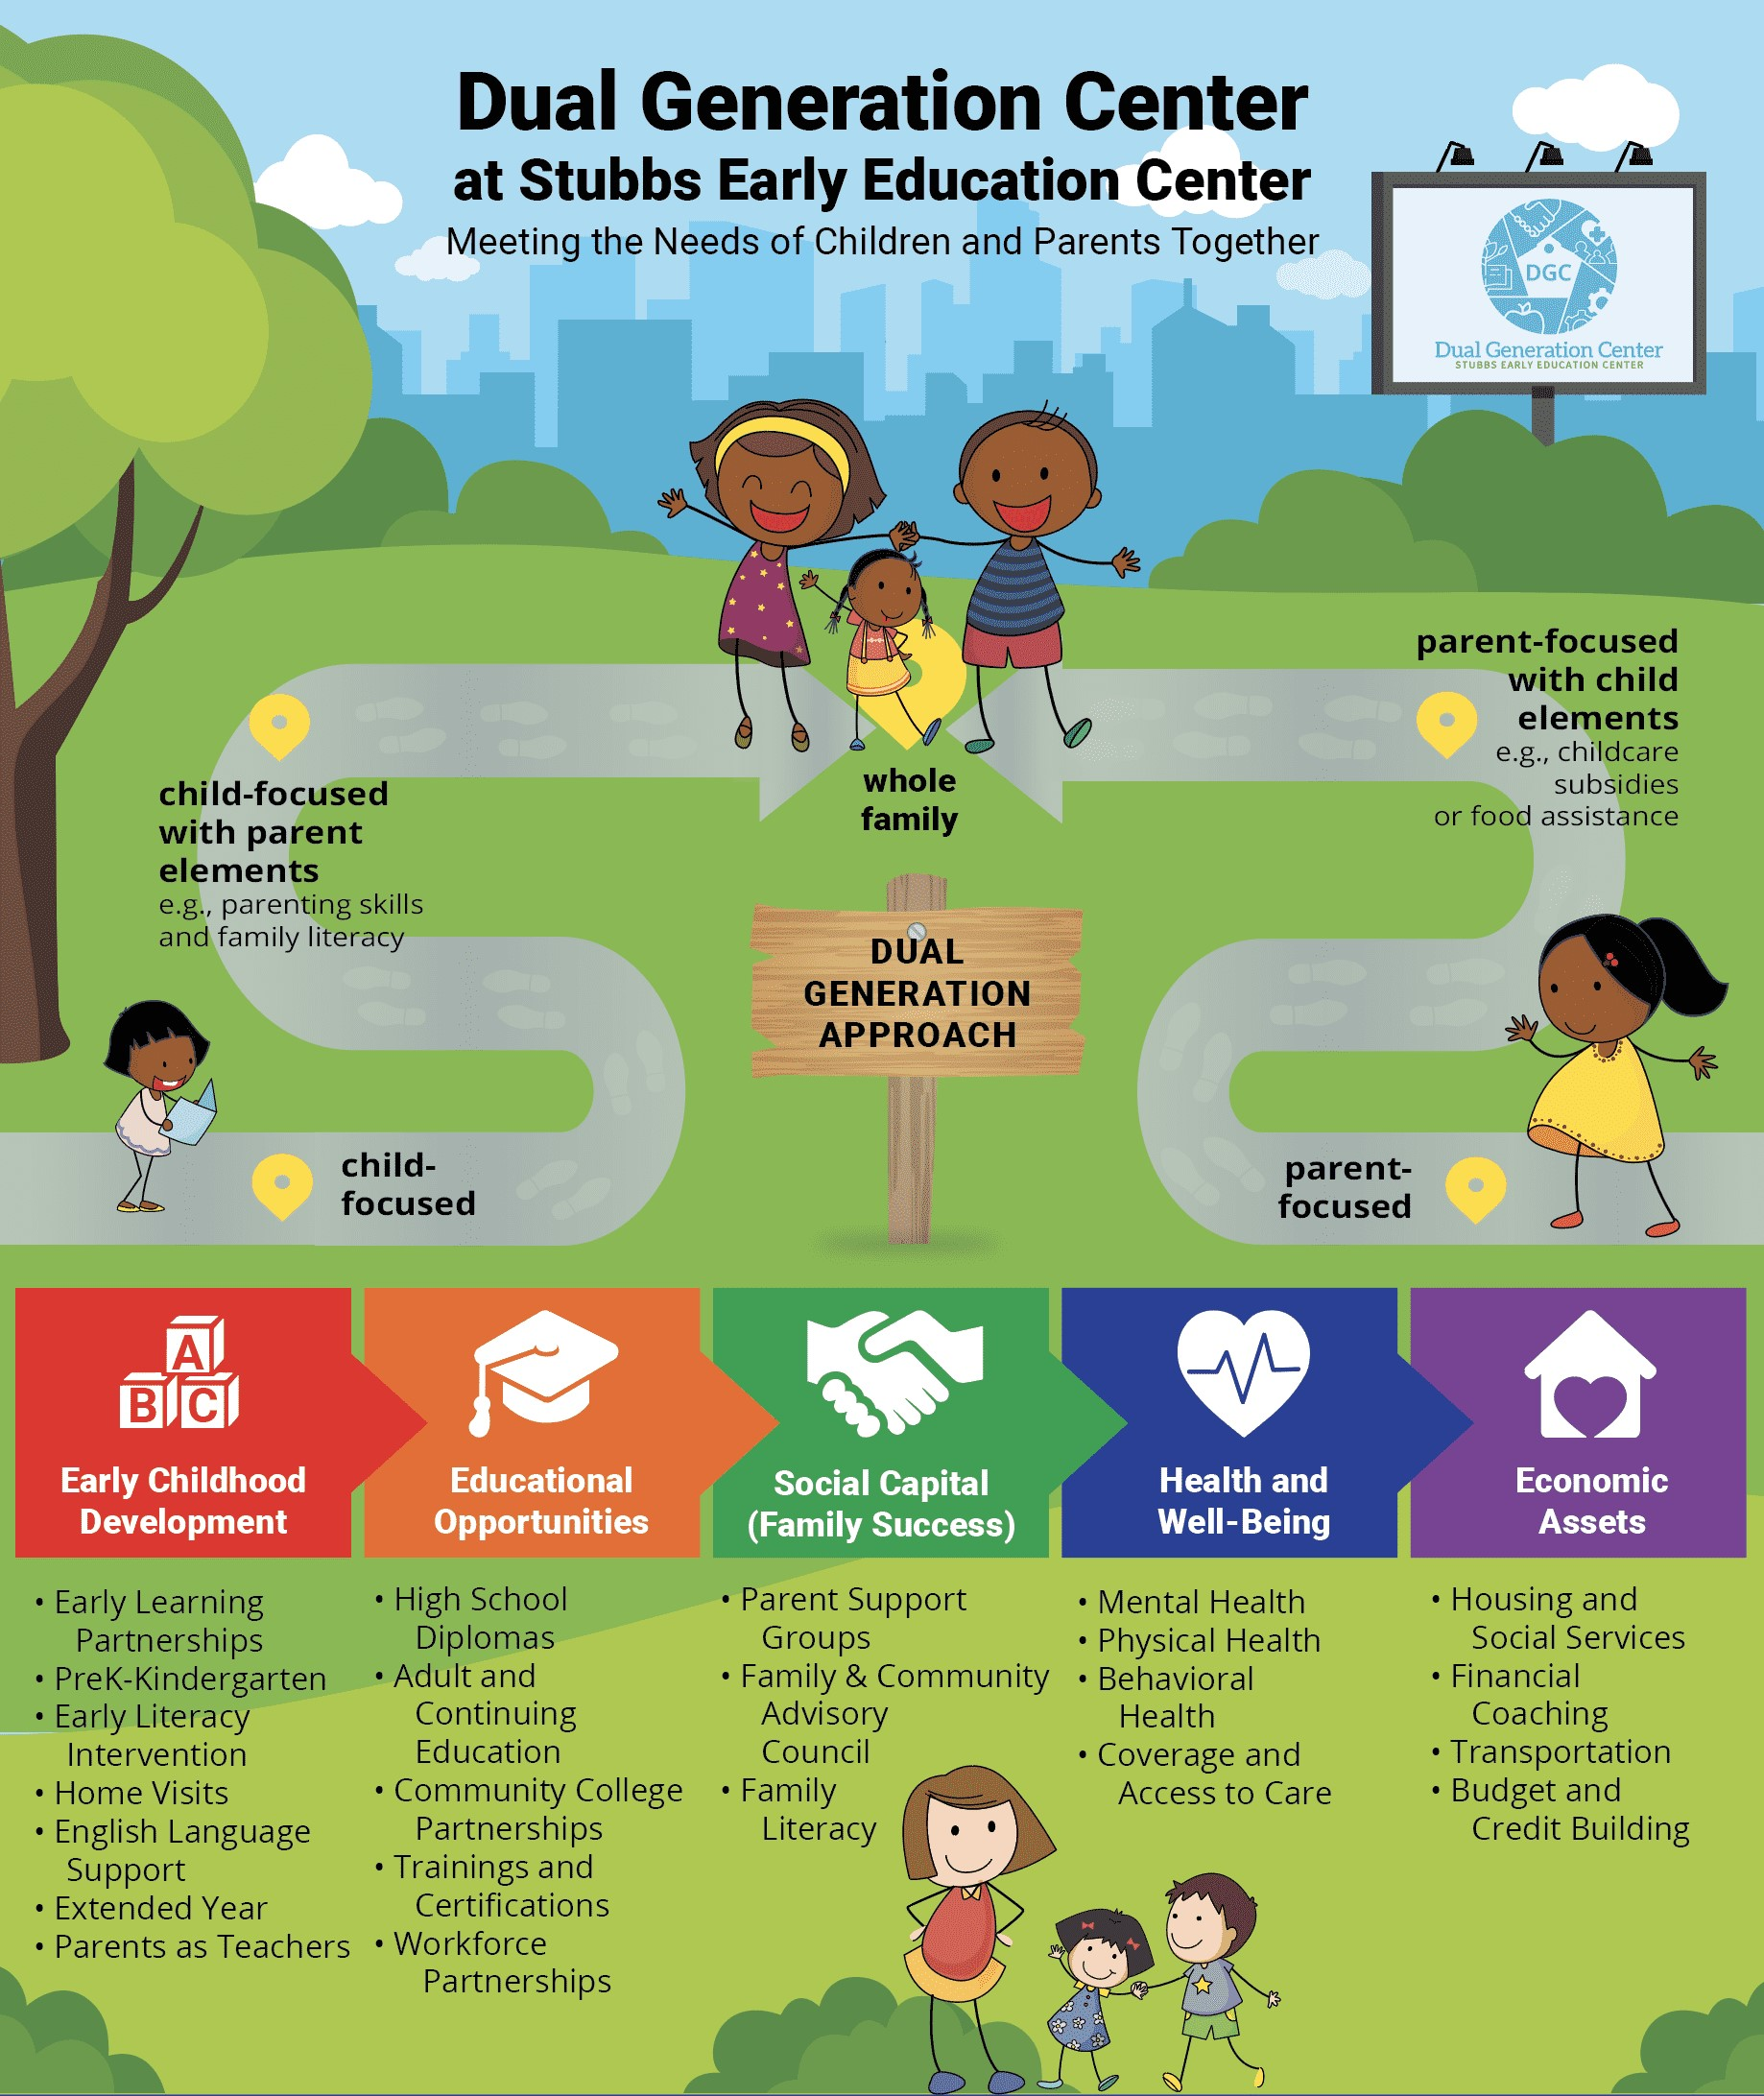 Dual Generation Center
at Stubbs Early Education Center
Meeting the Needs of Children and Parents Together
DGC
Dual Generation Center
STUBBS EARLY EDUCATION CENTER
child-focused
with parent
elements
e.g., parenting skills
and family literacy
whole
family
parent-focused
with child
elements
e.g., childcare
subsidies
or food assistance
DUAL
GENERATION
APPROACH
child-
focused
parent-
focused
A
B C
Early Childhood
Development
• Early Learning
Partnerships
• PreK-Kindergarten
• Early Literacy
Intervention
• Home Visits
• English Language
Support
• Extended Year
• Parents as Teachers
Educational
Opportunities
• High School
Diplomas
• Adult and
Continuing
Education
• Community College
Partnerships
• Trainings and
Certifications
• Workforce
Partnerships
Social Capital
(Family Success)
• Parent Support
Groups
• Family & Community
Advisory
Council
• Family
Literacy
Health and
Well-Being
• Mental Health
• Physical Health
• Behavioral
Health
• Coverage and
Access to Care
Economic
Assets
• Housing and
Social Services
• Financial
Coaching
• Transportation
• Budget and
Credit Building